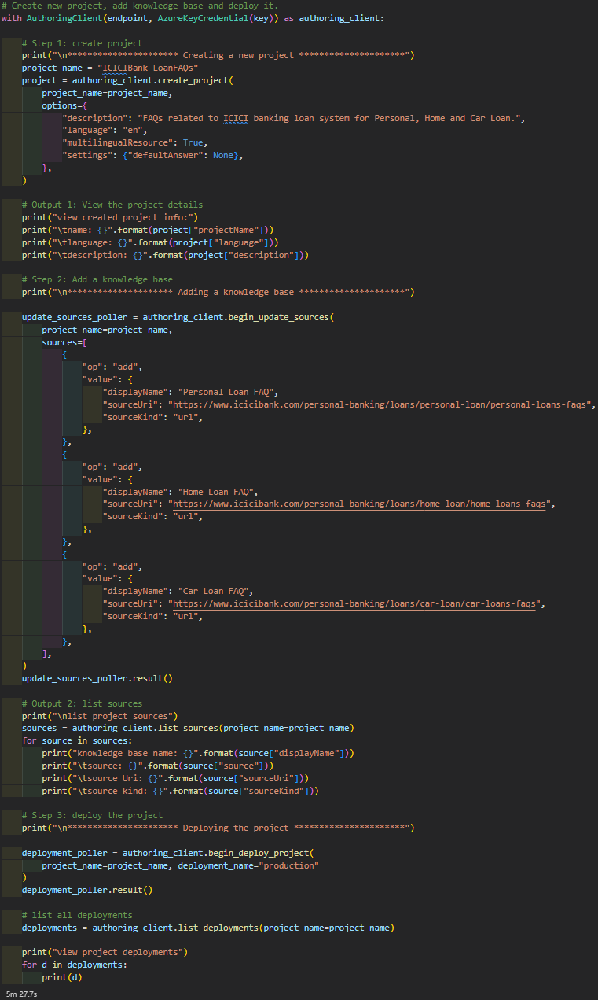 # Create new project, add knowledge base and deploy it.
with AuthoringClient(endpoint, AzureKeyCredential(key)) as authoring_client:
# Step 1: create project
print("\n********************** Creating a new project *********************")
project_name = "ICICIBank-LoanFAQs"
project = authoring_client.create_project(
project_name=project_name,
options={
"description": "FAQs related to ICICI banking loan system for Personal, Home and Car Loan.",
"language": "en",
"multilingualResource": True,
"settings": {"defaultAnswer": None},
},
)
# Output 1: View the project details
print("view created project info:")
print("\tname: {}".format(project["projectName"]))
print("\tlanguage: {}".format(project["language"]))
print("\tdescription: {}".format(project["description"]))
# Step 2: Add a knowledge base
print("\n********************* Adding a knowledge base *********************")
update_sources_poller = authoring_client.begin_update_sources(
project_name=project_name,
sources=[
{
"op": "add",
"value": {
"displayName": "Personal Loan FAQ",
"sourceUri": "https://www.icicibank.com/personal-banking/loans/personal-loan/personal-loans-faqs",
"sourceKind": "url",
},
},
{
"op": "add",
"value": {
"displayName": "Home Loan FAQ",
"sourceUri": "https://www.icicibank.com/personal-banking/loans/home-loan/home-loans-faqs",
"sourceKind": "url",
},
},
{
"op": "add",
"value": {
"displayName": "Car Loan FAQ",
"sourceUri": "https://www.icicibank.com/personal-banking/loans/car-loan/car-loans-faqs",
"sourceKind": "url",
},
},
],
)
update_sources_poller.result()
# Output 2: list sources
print("\nlist project sources")
sources = authoring_client.list_sources(project_name=project_name)
for source in sources:
print("knowledge base name: {}".format(source["displayName"]))
print("\tsource: {}".format(source["source"]))
print("\tsource Uri: {}".format(source["sourceUri"]))
print("\tsource kind: {}".format(source["sourceKind"]))
# Step 3: deploy the project
print("\n********************** Deploying the project **********************")
deployment_poller = authoring_client.begin_deploy_project(
project_name=project_name, deployment_name="production"
)
deployment_poller.result()
# list all deployments
deployments = authoring_client.list_deployments(project_name=project_name)
print("view project deployments")
for d in deployments:
print(d)
5m 27.7s